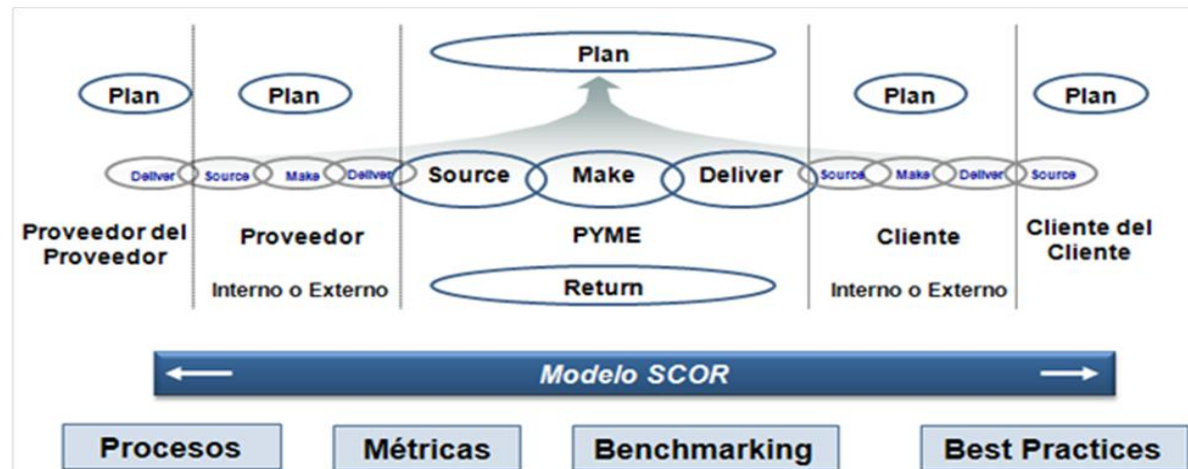 Plan
Plan Plan Plan Plan
Deliver Source Make Deliver Source Make Deliver Source Make Deliver Source
Proveedor del
Proveedor
Proveedor
PYME
Cliente
Cliente del
Cliente
Interno o Externo
Return
Interno o Externo
Modelo SCOR
Procesos Métricas Benchmarking Best Practices